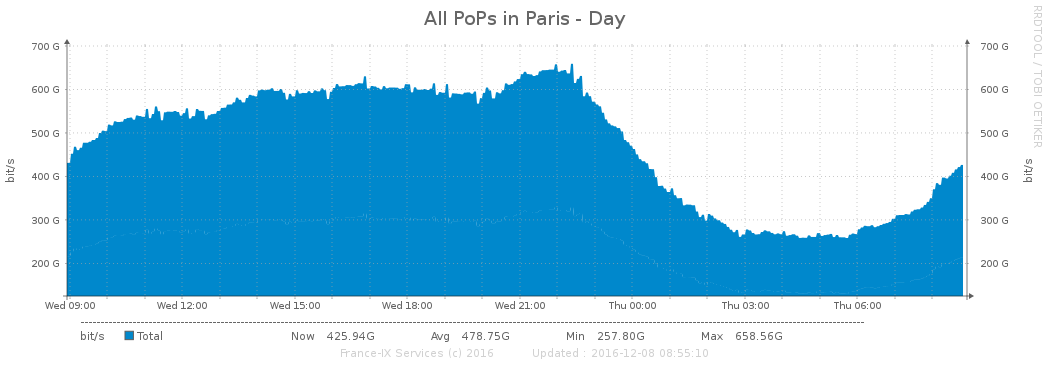 All PoPs in Paris - Day
RRDTOOL / TOBI OETIKER
700 G 700 G
600 G 600 G
500 G 500 G
400 G 400 G
300 G 300 G
200 G 200 G
bit/s bit/s
Wed 09:00 Wed 12:00 Wed 15:00 Wed 18:00 Wed 21:00 Thu 00:00 Thu 03:00 Thu 06:00
bit/s Total Now 425.94G Avg 478.75G Min 257.80G Max 658.56G
France-IX Services (c) 2016 Updated : 2016-12-08 08:55:10